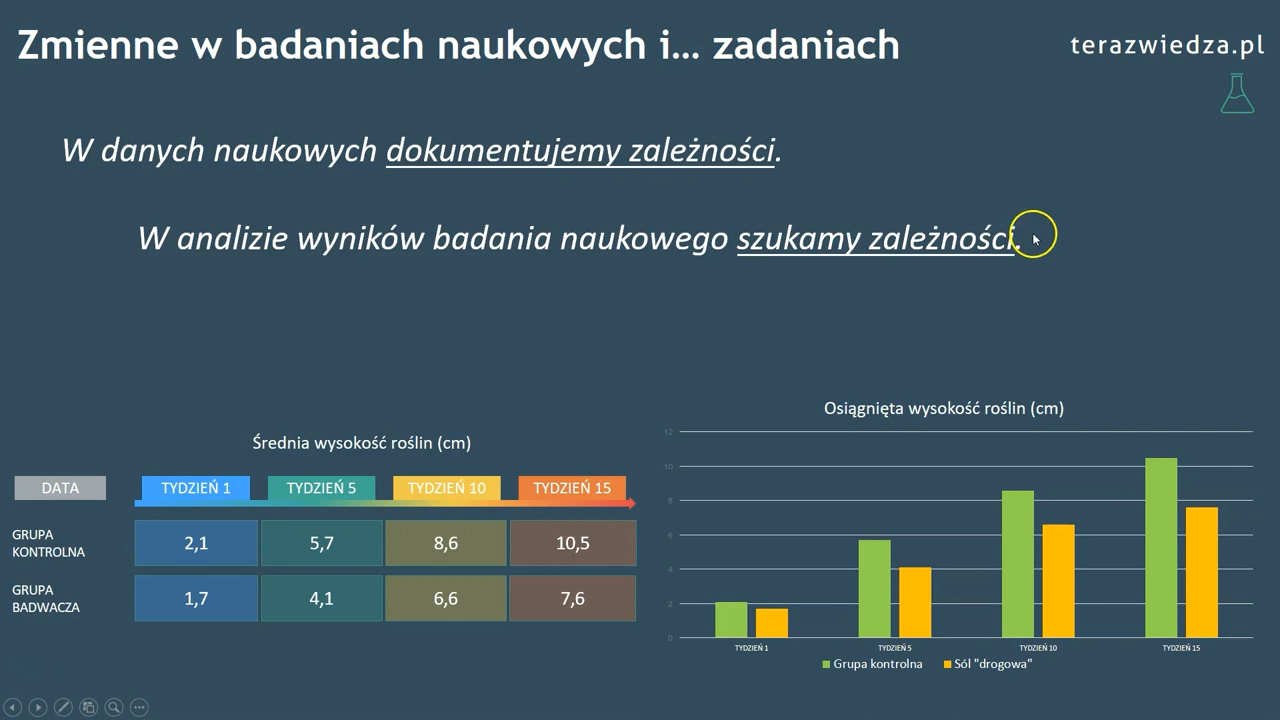 Zmienne w badaniach naukowych i... zadaniach
terazwiedza.pl
W danych naukowych dokumentujemy zależności.
W analizie wyników badania naukowego szukamy zależności.
Średnia wysokość roślin (cm)
DATA TYDZIEŃ 1 TYDZIEŃ 5 TYDZIEŃ 10 TYDZIEŃ 15
GRUPA
KONTROLNA
2,1 5,7 8,6 10,5
GRUPA
BADWACZA
1,7 4,1 6,6 7,6
Osiągnięta wysokość roślin (cm)
12
10
8
6
4
2
0
TYDZIEŃ 1 TYDZIEŃ 5 TYDZIEŃ 10 TYDZIEŃ 15
Grupa kontrolna Sól "drogowa"